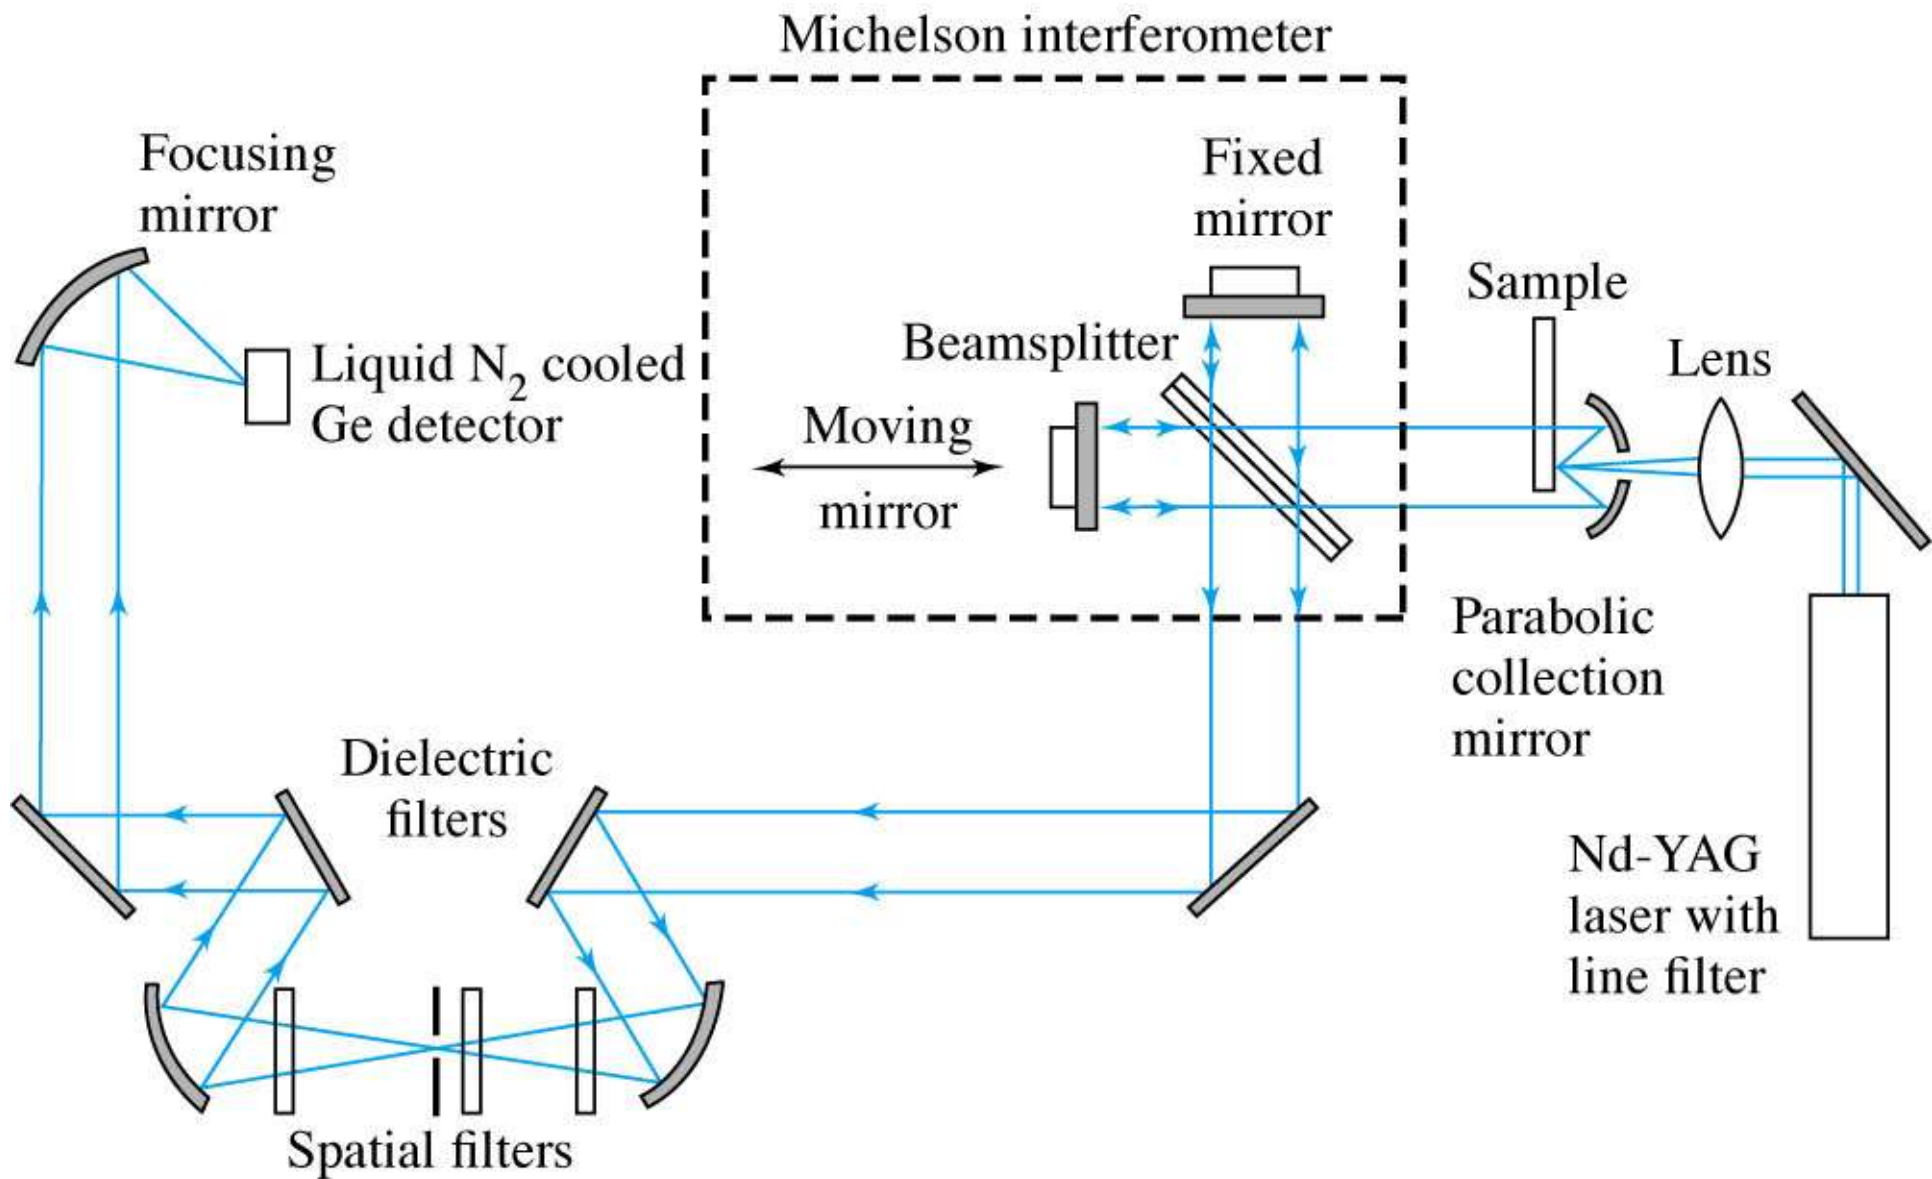 Michelson interferometer
Focusing
mirror
Fixed
mirror
Sample
Beamsplitter
Lens
Liquid N₂ cooled
Ge detector
Moving
mirror
Parabolic
collection
mirror
Dielectric
filters
Nd-YAG
laser with
line filter
Spatial filters